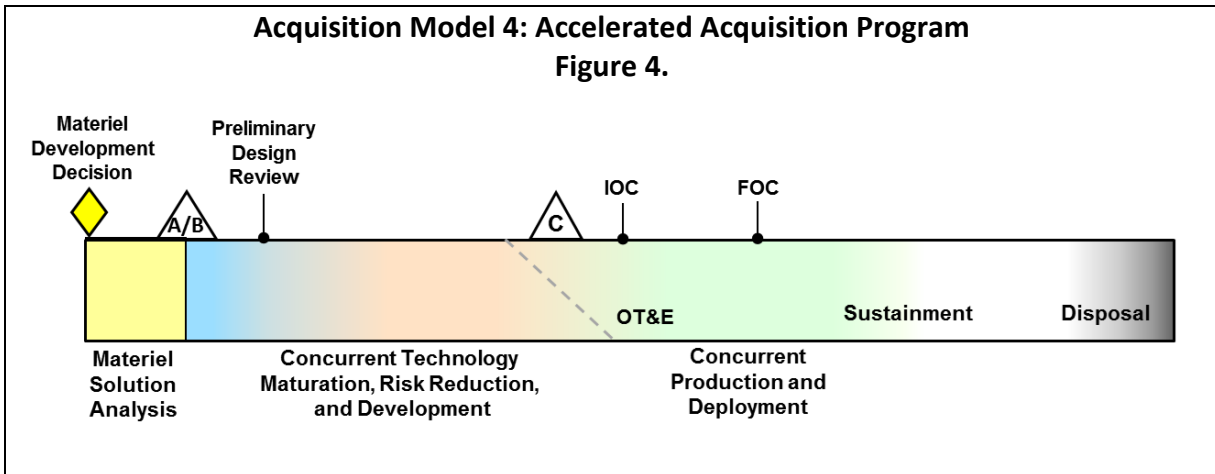 Acquisition Model 4: Accelerated Acquisition Program
Figure 4.
Materiel
Development
Decision
Preliminary
Design
Review
A/B
C
IOC
FOC
OT&E
Sustainment
Disposal
Materiel
Solution
Analysis
Concurrent Technology
Maturation, Risk Reduction,
and Development
Concurrent
Production and
Deployment